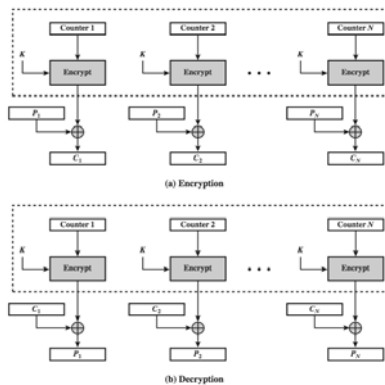 Counter 1 Counter 2 Counter N
K K K
Encrypt Encrypt • • • Encrypt
P1 P2 PN
C1 C2 CN
(a) Encryption
Counter 1 Counter 2 Counter N
K K K
Encrypt Encrypt • • • Encrypt
C1 C2 CN
P1 P2 PN
(b) Decryption